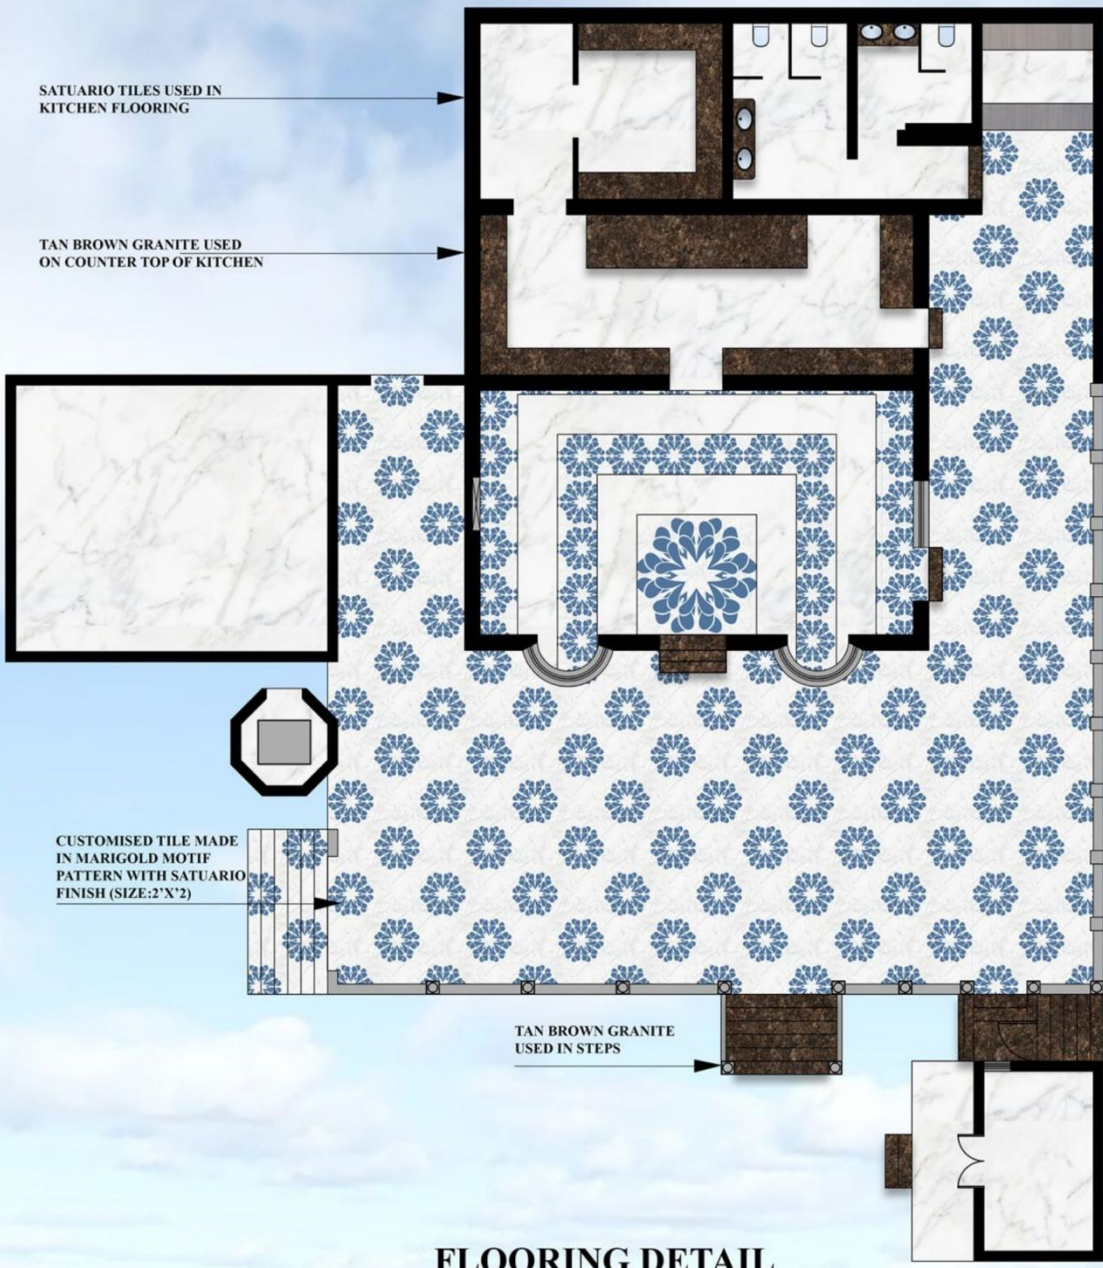 SATUARIO TILES USED IN
KITCHEN FLOORING
TAN BROWN GRANITE USED
ON COUNTER TOP OF KITCHEN
CUSTOMISED TILE MADE
IN MARIGOLD MOTIF
PATTERN WITH SATUARIO
FINISH (SIZE:2'X'2)
TAN BROWN GRANITE
USED IN STEPS
FLOORING DETAIL